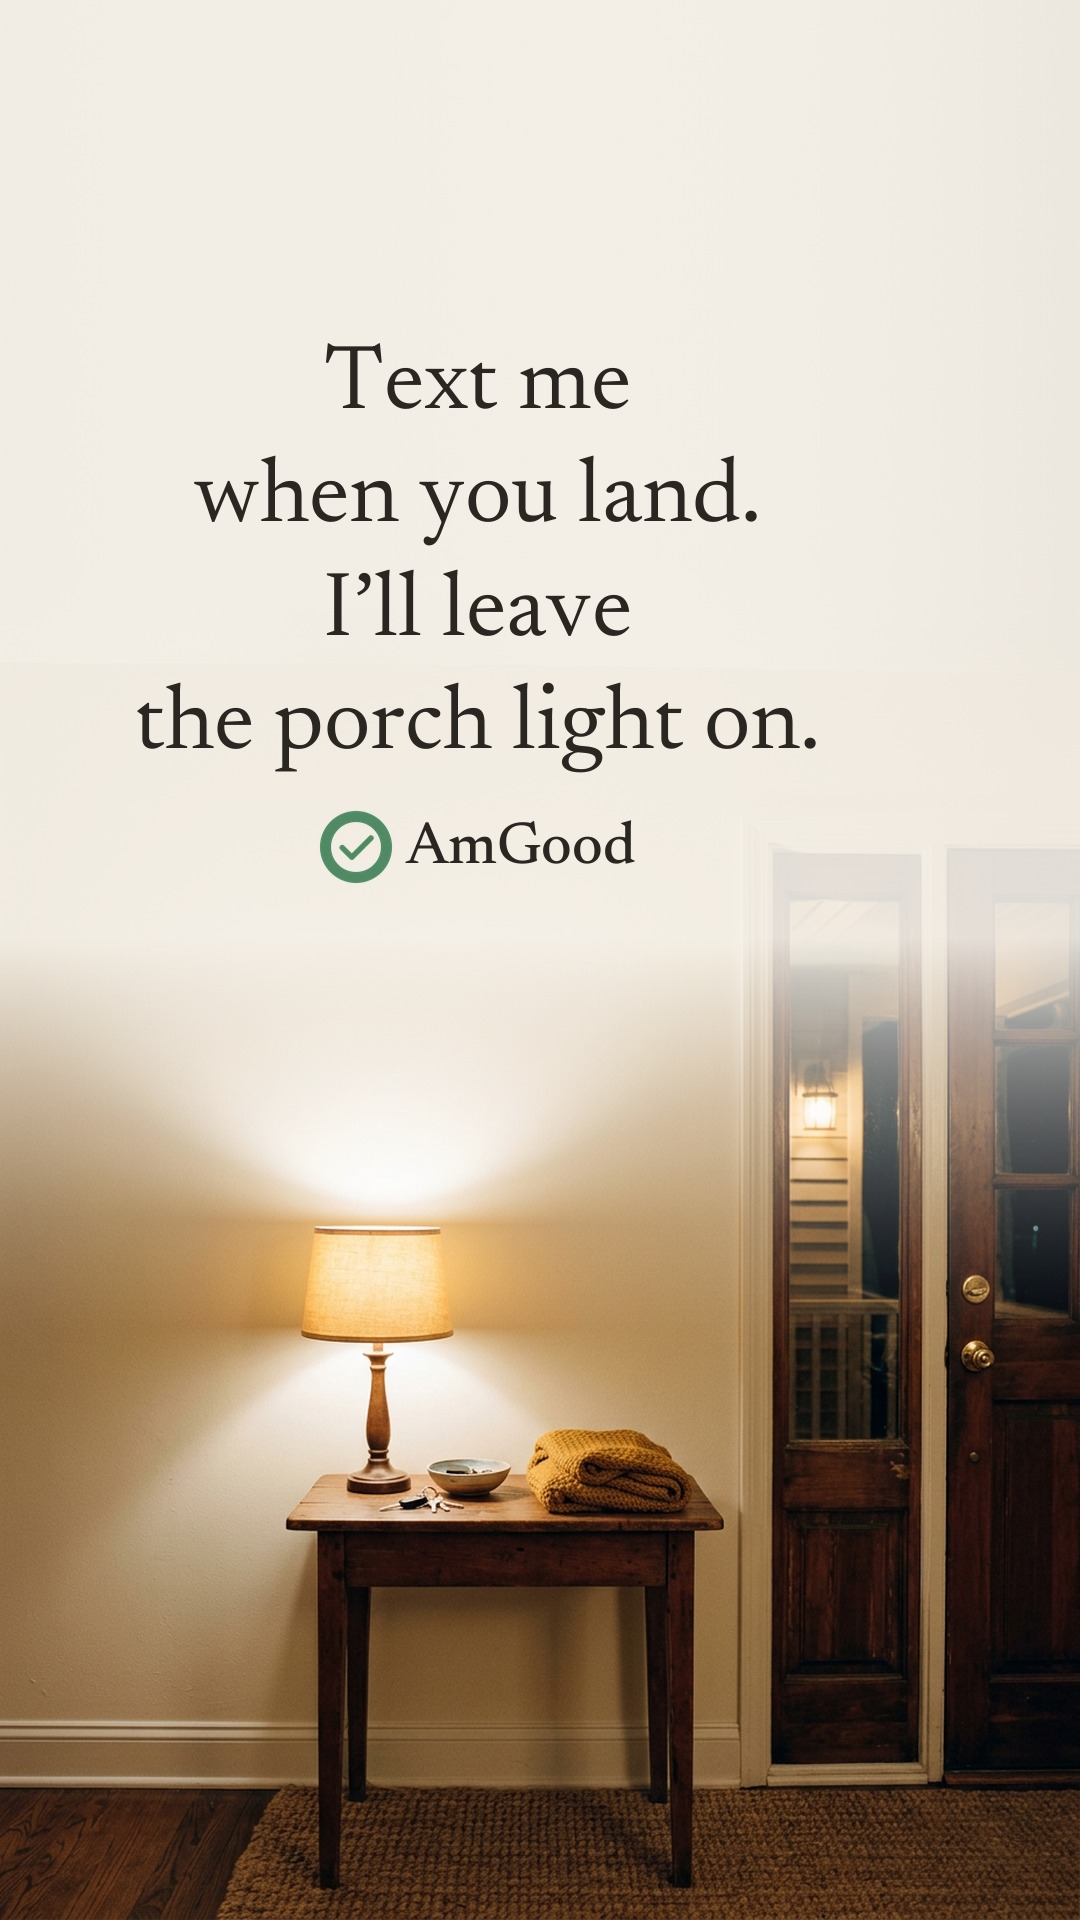 Text me
when you land.
I’ll leave
the porch light on.
AmGood